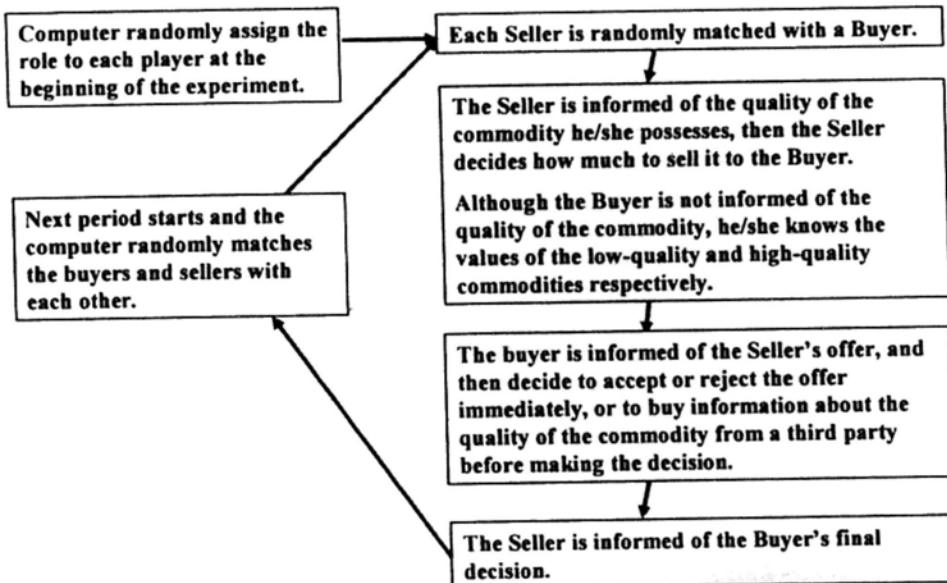 Computer randomly assign the
role to each player at the
beginning of the experiment.
Each Seller is randomly matched with a Buyer.
The Seller is informed of the quality of the
commodity he/she possesses, then the Seller
decides how much to sell it to the Buyer.
Although the Buyer is not informed of the
quality of the commodity, he/she knows the
values of the low-quality and high-quality
commodities respectively.
The buyer is informed of the Seller's offer, and
then decide to accept or reject the offer
immediately, or to buy information about the
quality of the commodity from a third party
before making the decision.
The Seller is informed of the Buyer's final
decision.
Next period starts and the
computer randomly matches
the buyers and sellers with
each other.